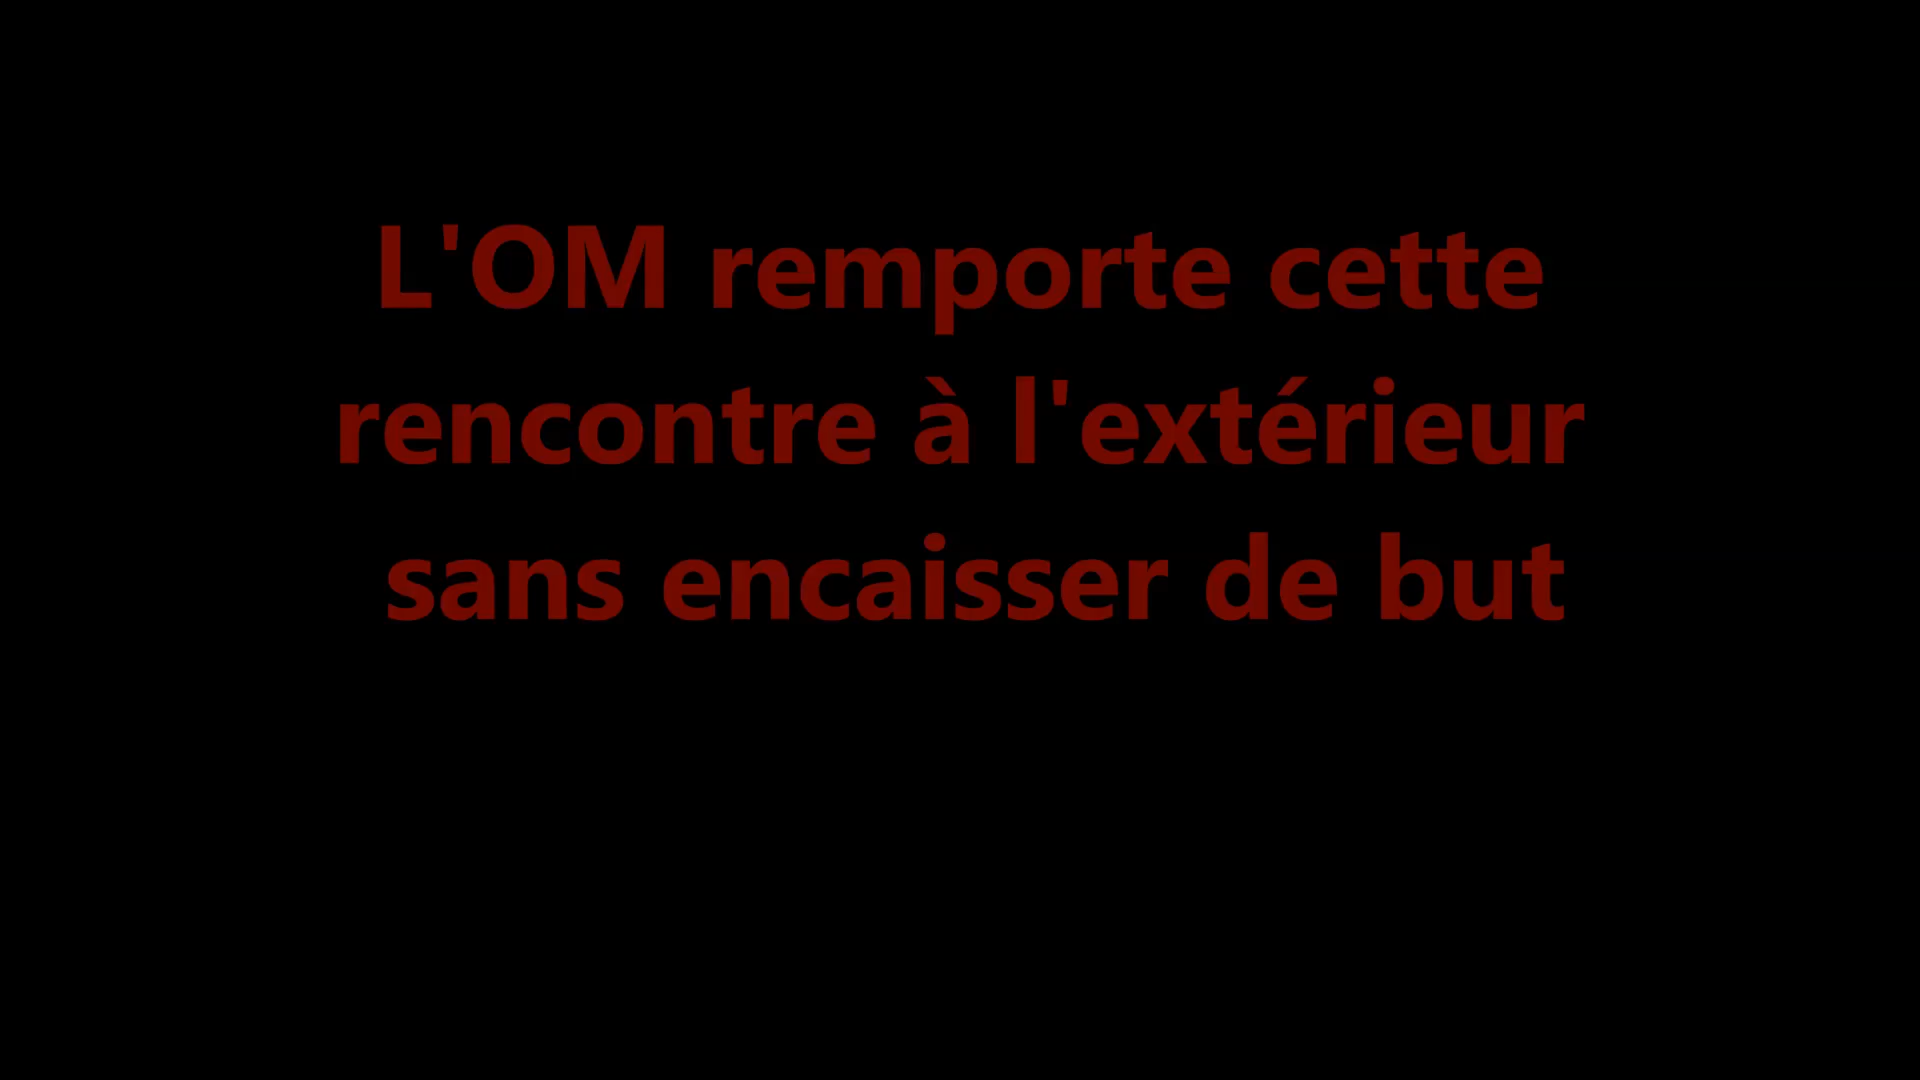 L'OM remporte cette
rencontre à l'extérieur
sans encaisser de but